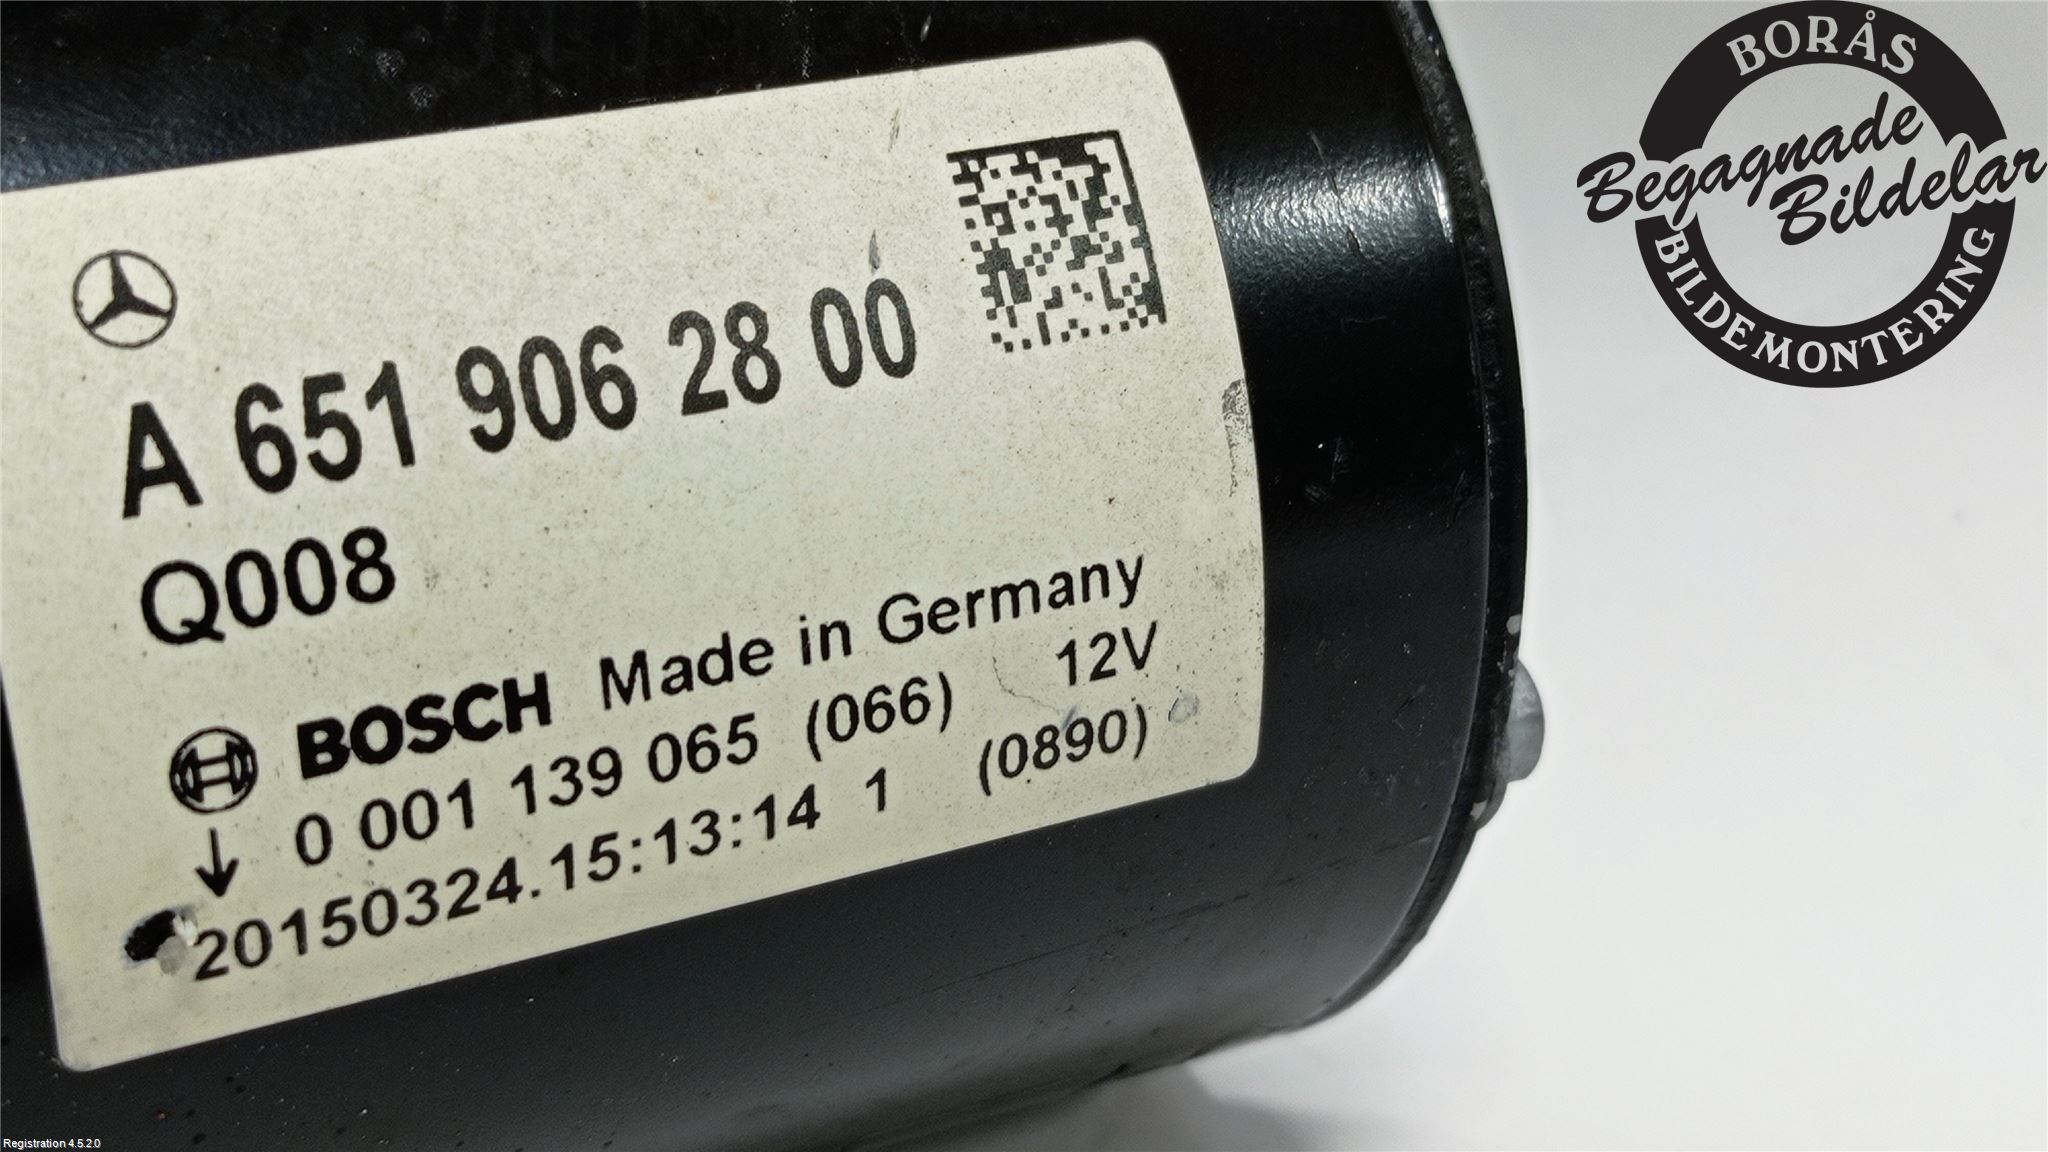 A 651 906 28 00
Q008
BOSCH Made in Germany
0 001 139 065 (066) 12V
20150324.15:13:14 1 (0890)
BORÅS
Begagnade
Bildelar
BILDEMONTERING
Registration 4.5.2.0